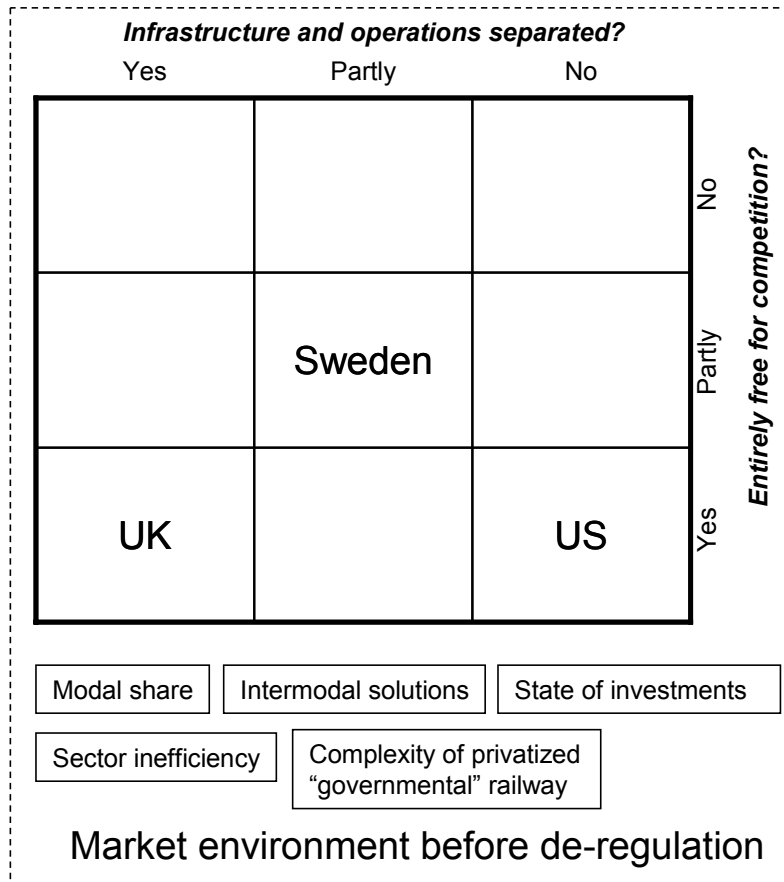 Infrastructure and operations separated?
Yes Partly No
No
Entirely free for competition?
Sweden
Partly
UK US
Yes
Modal share Intermodal solutions State of investments
Sector inefficiency Complexity of privatized
“governmental” railway
Market environment before de-regulation